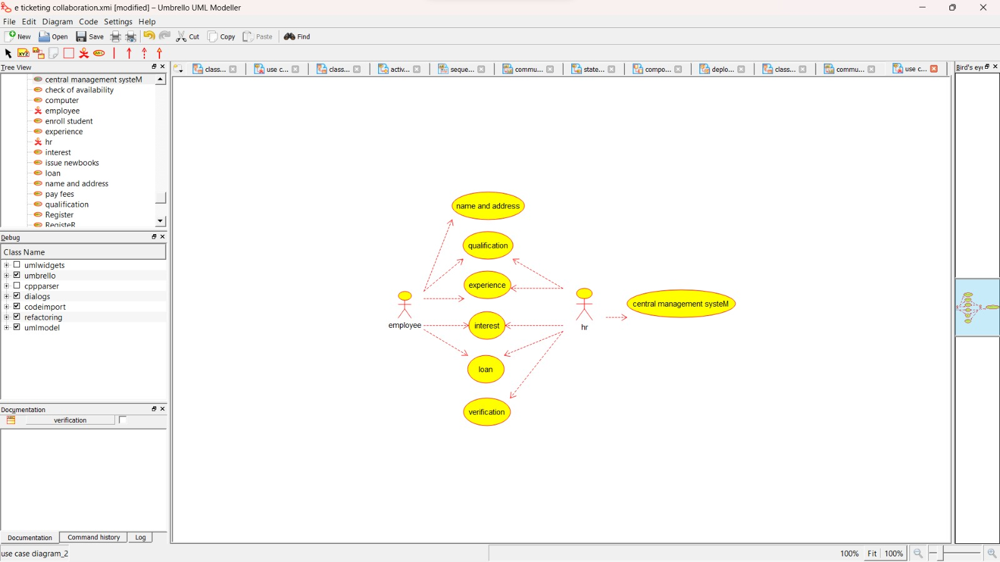 e ticketing collaboration.xmi [modified] – Umbrello UML Modeller
File Edit Diagram Code Settings Help
New Open Save Cut Copy Paste Find
XYZ ABC
Tree View
central management systeM
check of availability
computer
employee
enroll student
experience
hr
interest
issue newbooks
loan
name and address
pay fees
qualification
Register
RegisteR
Debug
Class Name
umlwidgets
umbrello
cppparser
dialogs
codeimport
refactoring
umlmodel
Documentation
verification
Documentation Command history Log
use case diagram_2
class... use c... class... activ... seque... commu... state... compo... deplo... class... commu... use c...
Bird's eye
name and address
qualification
experience
employee
interest
hr
central management systeM
loan
verification
100% Fit 100%